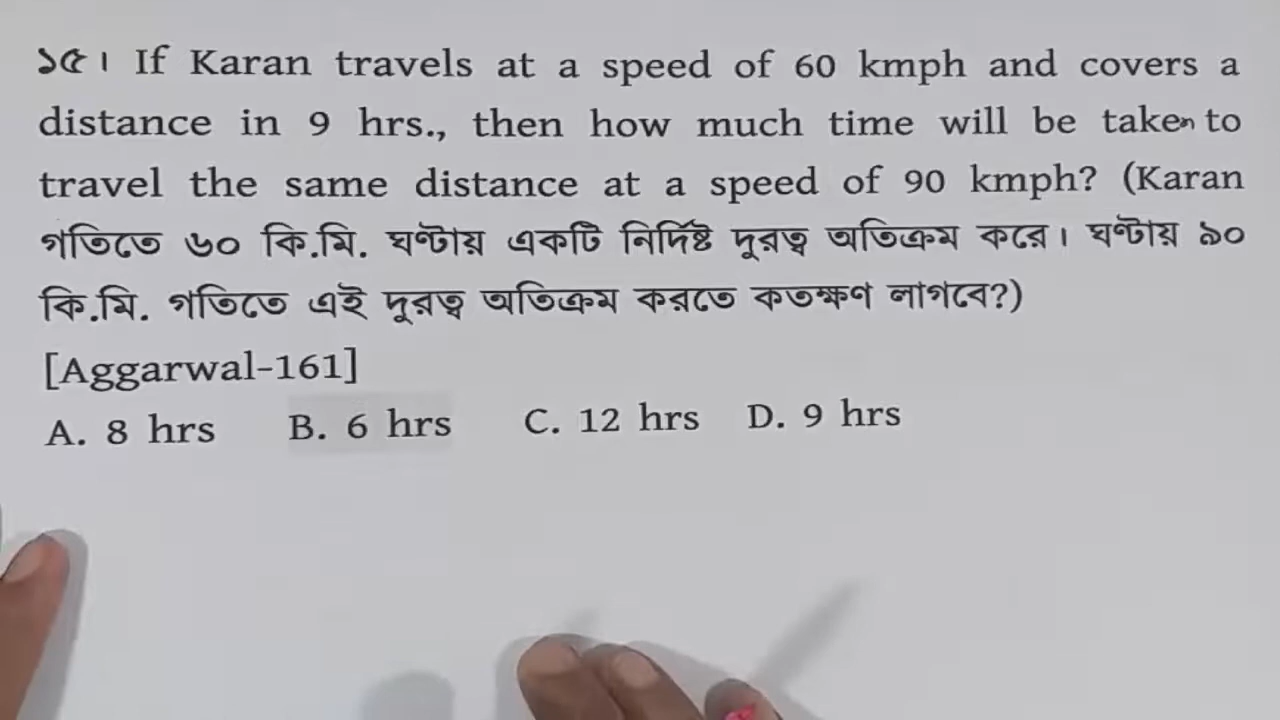 ১৫। If Karan travels at a speed of 60 kmph and covers a
distance in 9 hrs., then how much time will be taken to
travel the same distance at a speed of 90 kmph? (Karan
গতিতে ৬০ কি.মি. ঘণ্টায় একটি নির্দিষ্ট দুরত্ব অতিক্রম করে। ঘণ্টায় ৯০
কি.মি. গতিতে এই দুরত্ব অতিক্রম করতে কতক্ষণ লাগবে?)
[Aggarwal-161]
A. 8 hrs B. 6 hrs C. 12 hrs D. 9 hrs